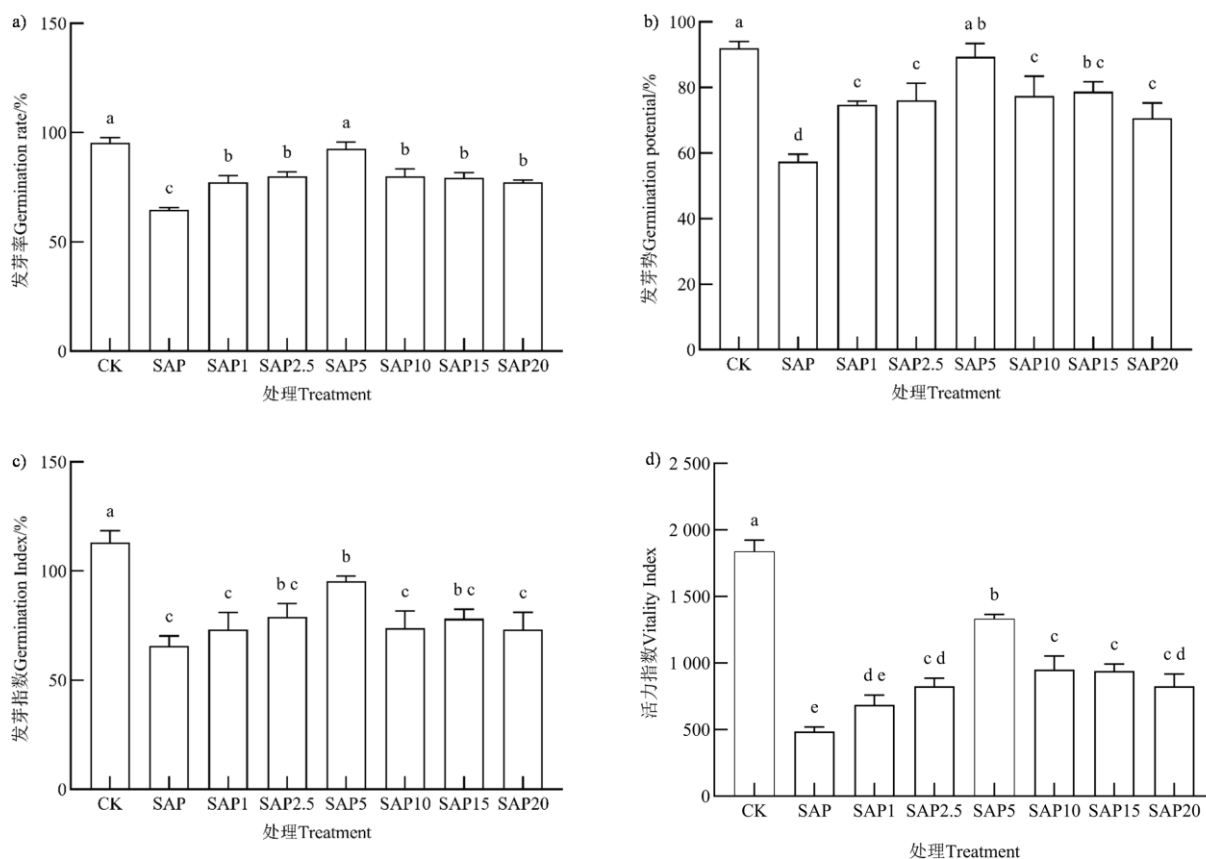 a)
发芽率Germination rate/%
150
100
50
0
a
c
b
b
a
b
b
b
CK SAP SAP1 SAP2.5 SAP5 SAP10 SAP15 SAP20
处理Treatment
b)
发芽势Germination potential/%
100
80
60
40
20
0
a
d
c
c
a b
c
b c
c
CK SAP SAP1 SAP2.5 SAP5 SAP10 SAP15 SAP20
处理Treatment
c)
发芽指数Germination Index/%
150
100
50
0
a
c
c
b c
b
c
b c
c
CK SAP SAP1 SAP2.5 SAP5 SAP10 SAP15 SAP20
处理Treatment
d)
活力指数Vitality Index
2 500
2 000
1 500
1 000
500
0
a
e
d e
c d
b
c
c
c d
CK SAP SAP1 SAP2.5 SAP5 SAP10 SAP15 SAP20
处理Treatment